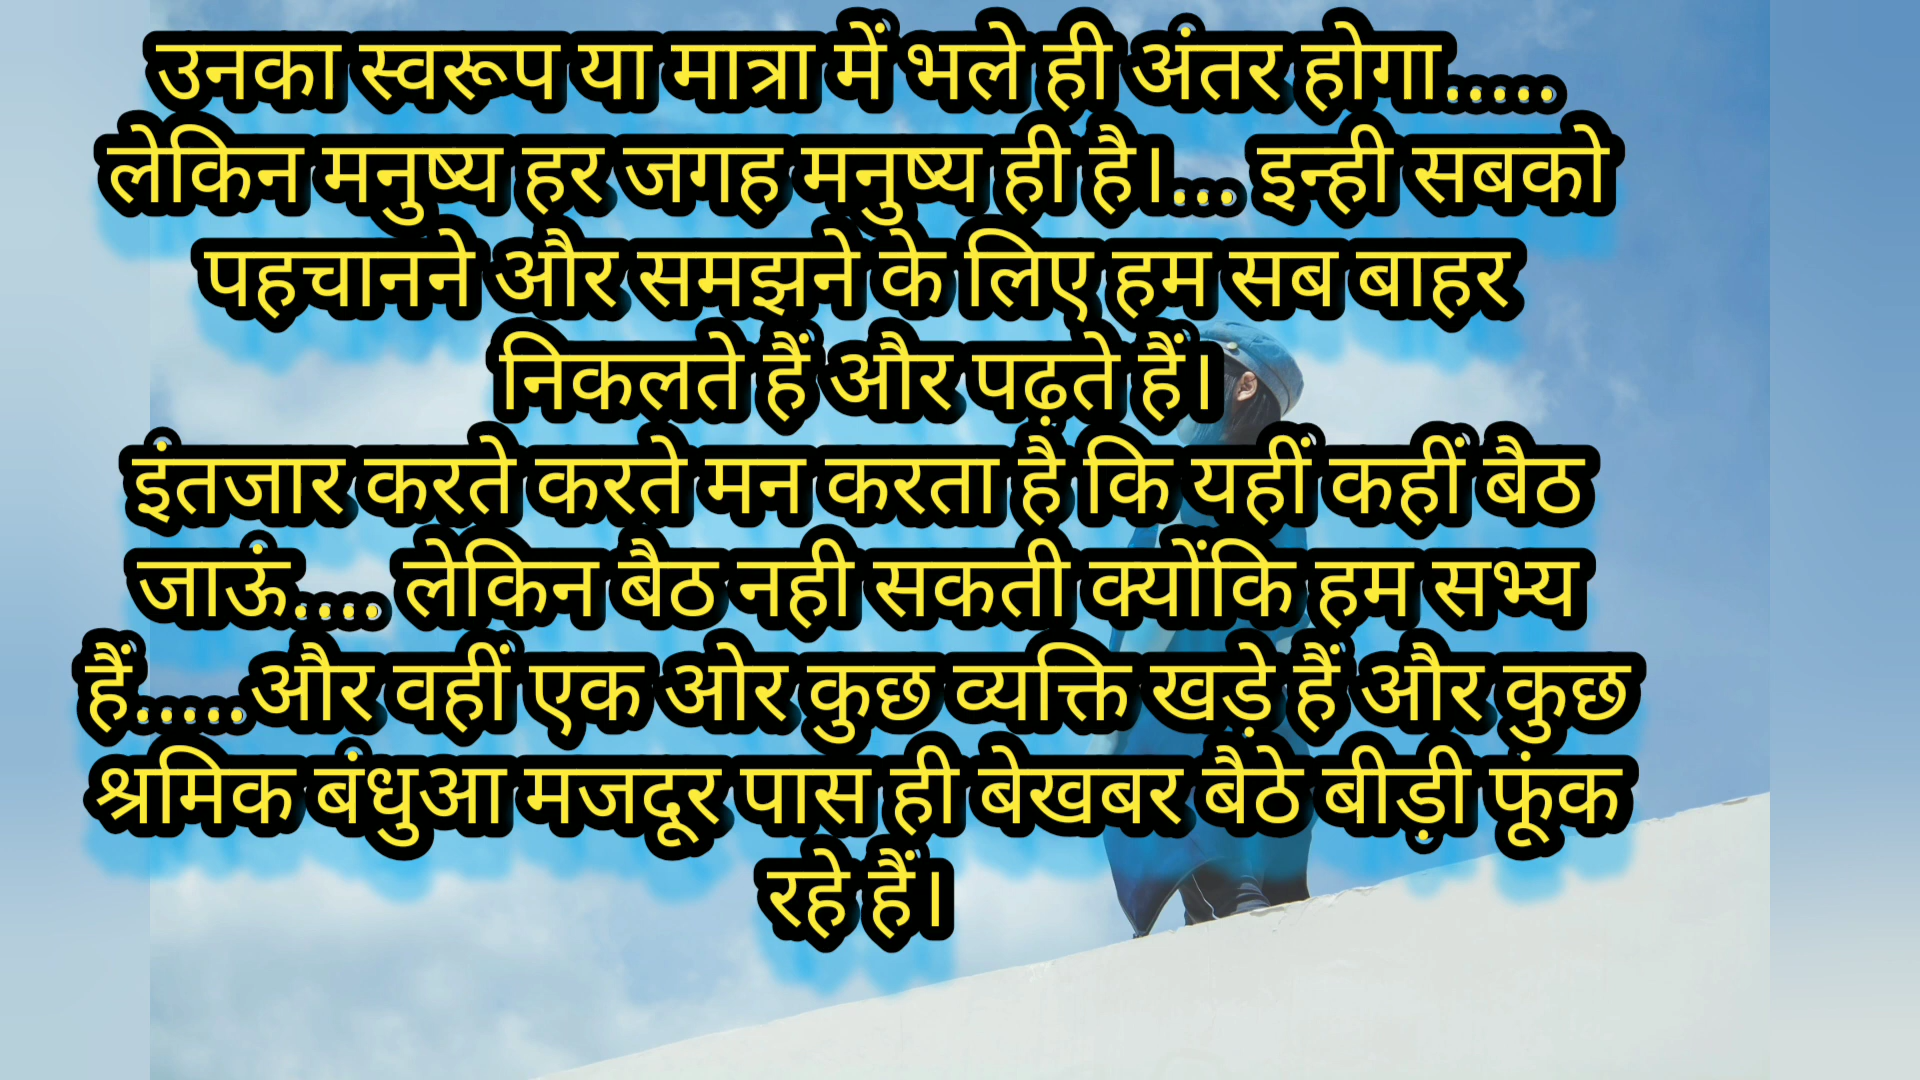 उनका स्वरूप या मात्रा में भले ही अंतर होगा.....
लेकिन मनुष्य हर जगह मनुष्य ही है।... इन्ही सबको
पहचानने और समझने के लिए हम सब बाहर
निकलते हैं और पढ़ते हैं।
इंतजार करते करते मन करता है कि यहीं कहीं बैठ
जाऊं.... लेकिन बैठ नही सकती क्योंकि हम सभ्य
हैं.....और वहीं एक ओर कुछ व्यक्ति खड़े हैं और कुछ
श्रमिक बंधुआ मजदूर पास ही बेखबर बैठे बीड़ी फूंक
रहे हैं।